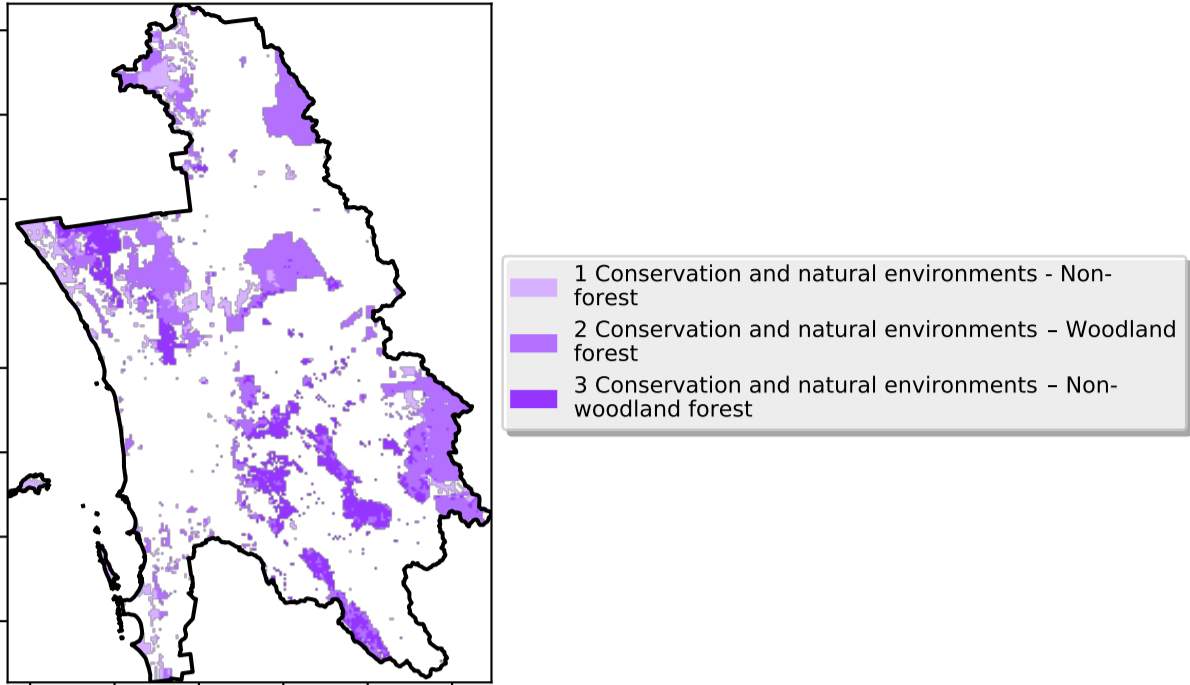 1 Conservation and natural environments - Non-
forest
2 Conservation and natural environments – Woodland
forest
3 Conservation and natural environments – Non-
woodland forest